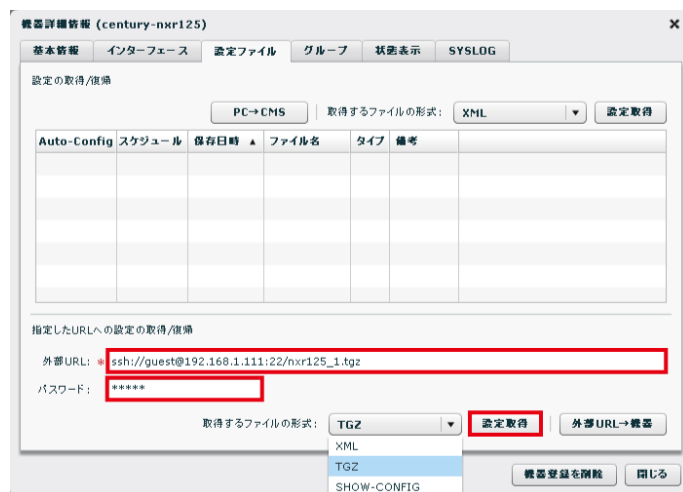 機器詳細情報 (century-nxr125) ×
基本情報 インターフェース 設定ファイル グループ 状態表示 SYSLOG
設定の取得/復帰
PC→CMS 取得するファイルの形式: XML ▼ 設定取得
Auto-Config スケジュール 保存日時 ▲ ファイル名 タイプ 備考
指定したURLへの設定の取得/復帰
外部URL: * ssh://guest@192.168.1.111:22/nxr125_1.tgz
パスワード: *****
取得するファイルの形式: TGZ ▼ 設定取得 外部URL→機器
XML
TGZ
SHOW-CONFIG
機器登録を削除 閉じる